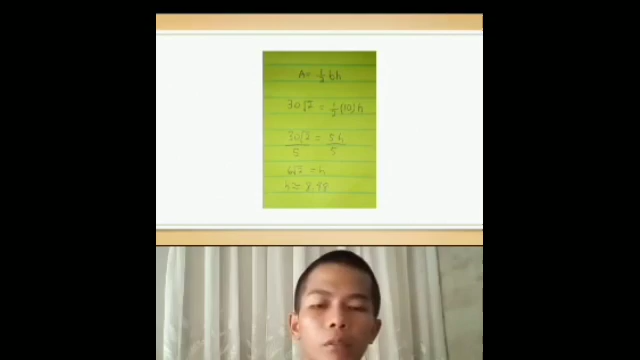 A = 1/2 bh
30√2 = 1/2 (10) h
30√2/5 = 5h/5
6√2 = h
h ≈ 8.48